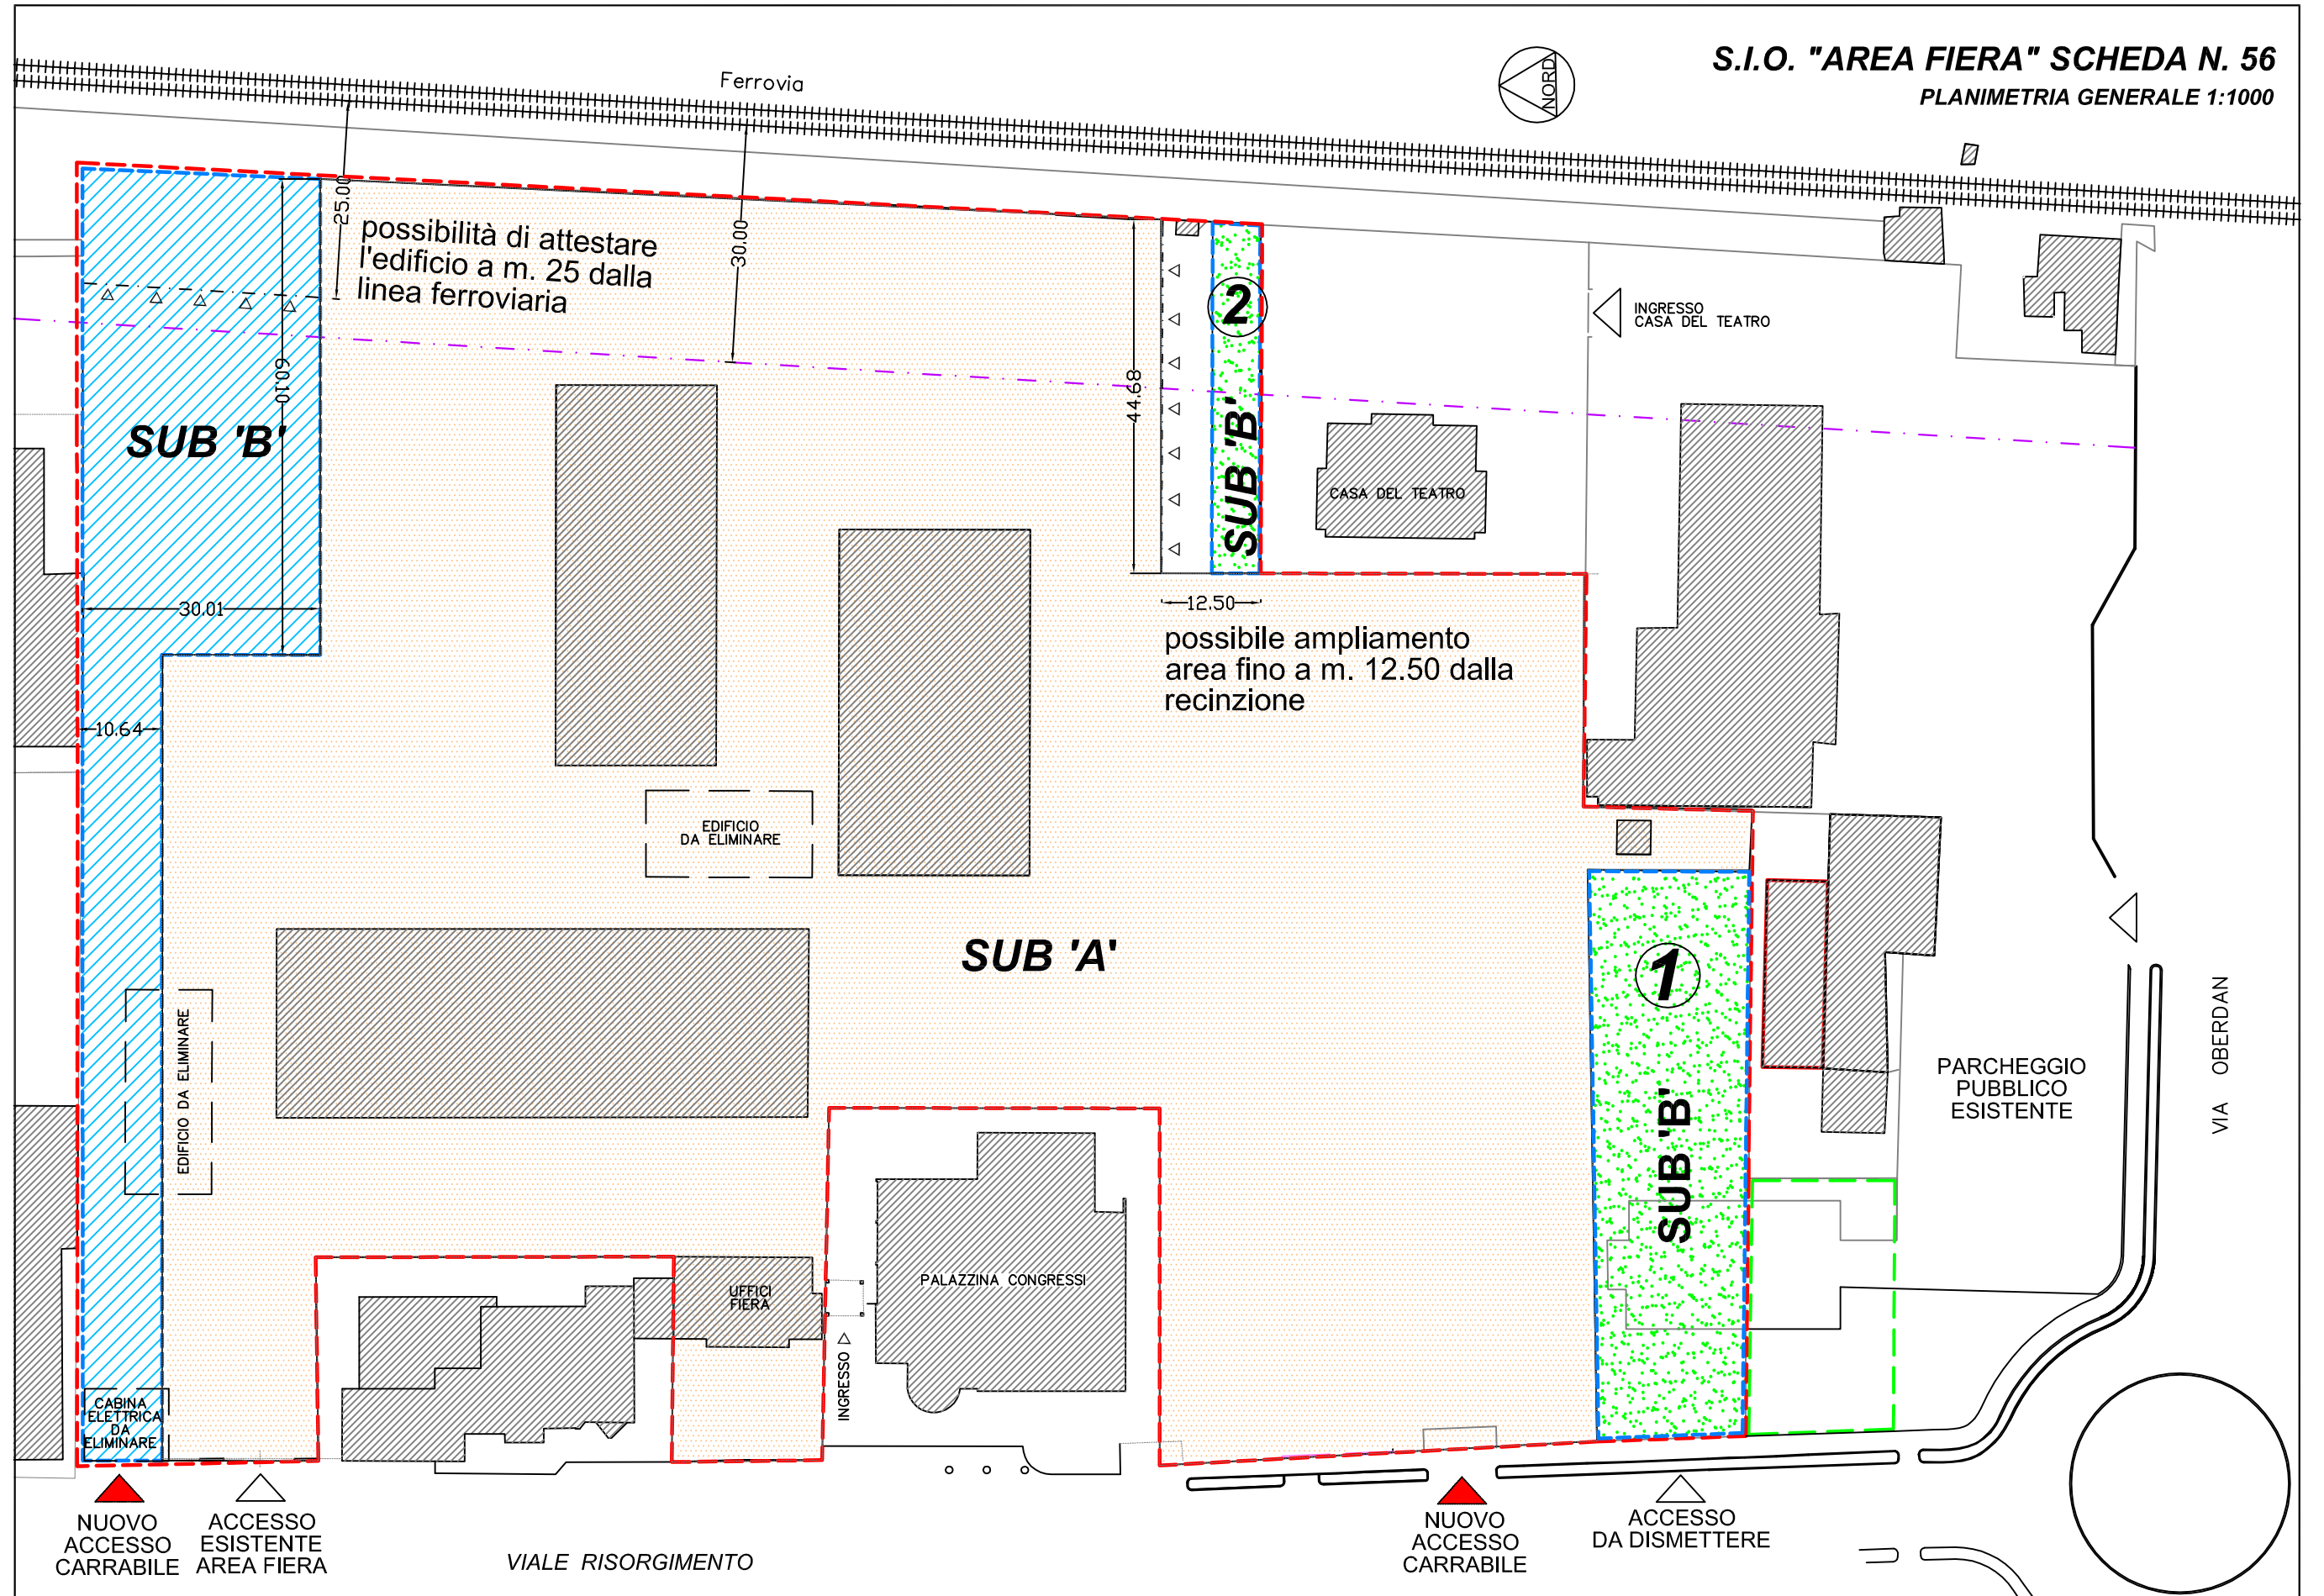 S.I.O. "AREA FIERA" SCHEDA N. 56
PLANIMETRIA GENERALE 1:1000
NORD
Ferrovia
25.00
possibilità di attestare
l'edificio a m. 25 dalla
linea ferroviaria
30.00
60.10
44.68
2
SUB 'B'
INGRESSO
CASA DEL TEATRO
SUB 'B'
CASA DEL TEATRO
30.01
12.50
possibile ampliamento
area fino a m. 12.50 dalla
recinzione
10.64
EDIFICIO
DA ELIMINARE
SUB 'A'
1
SUB 'B'
EDIFICIO DA ELIMINARE
PARCHEGGIO
PUBBLICO
ESISTENTE
VIA OBERDAN
UFFICI
FIERA
PALAZZINA CONGRESSI
INGRESSO
CABINA
ELETTRICA
DA
ELIMINARE
NUOVO
ACCESSO
CARRABILE
ACCESSO
ESISTENTE
AREA FIERA
VIALE RISORGIMENTO
NUOVO
ACCESSO
CARRABILE
ACCESSO
DA DISMETTERE